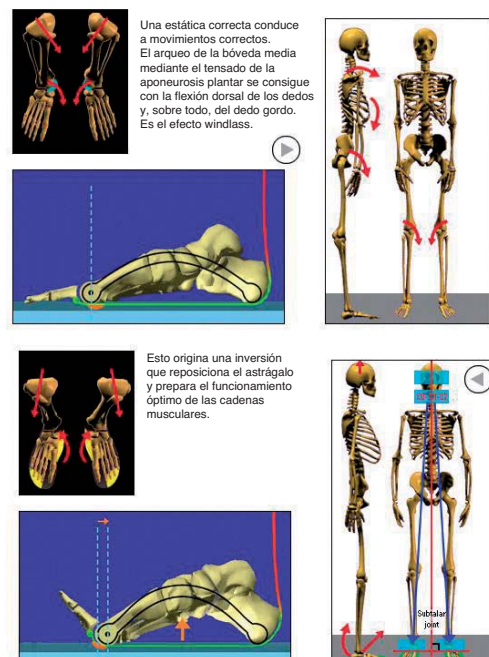 Una estática correcta conduce
a movimientos correctos.
El arqueo de la bóveda media
mediante el tensado de la
aponeurosis plantar se consigue
con la flexión dorsal de los dedos
y, sobre todo, del dedo gordo.
Es el efecto windlass.
Esto origina una inversión
que reposiciona el astrágalo
y prepara el funcionamiento
óptimo de las cadenas
musculares.
Subtalar
joint